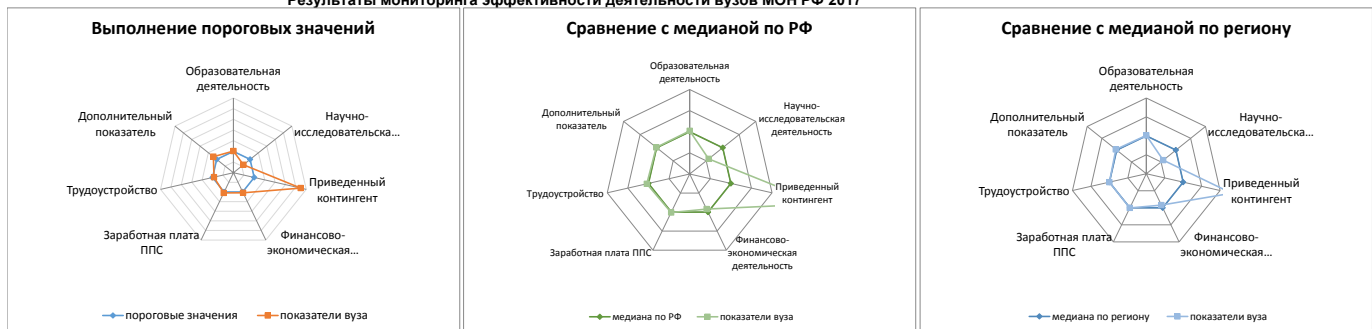 Результаты мониторинга эффективности деятельности вузов МОН РФ 2017
Выполнение пороговых значений
Образовательная
деятельность
Научно-
исследовательска…
Приведенный
контингент
Финансово-
экономическая…
Заработная плата
ППС
Трудоустройство
Дополнительный
показатель
пороговые значения
показатели вуза
Сравнение с медианой по РФ
Образовательная
деятельность
Научно-
исследовательская
деятельность
Приведенный
контингент
Финансово-
экономическая
деятельность
Заработная плата ППС
Трудоустройство
Дополнительный
показатель
медиана по РФ
показатели вуза
Сравнение с медианой по региону
Образовательная
деятельность
Научно-
исследовательска…
Приведенный
контингент
Финансово-
экономическая…
Заработная плата
ППС
Трудоустройство
Дополнительный
показатель
медиана по региону
показатели вуза